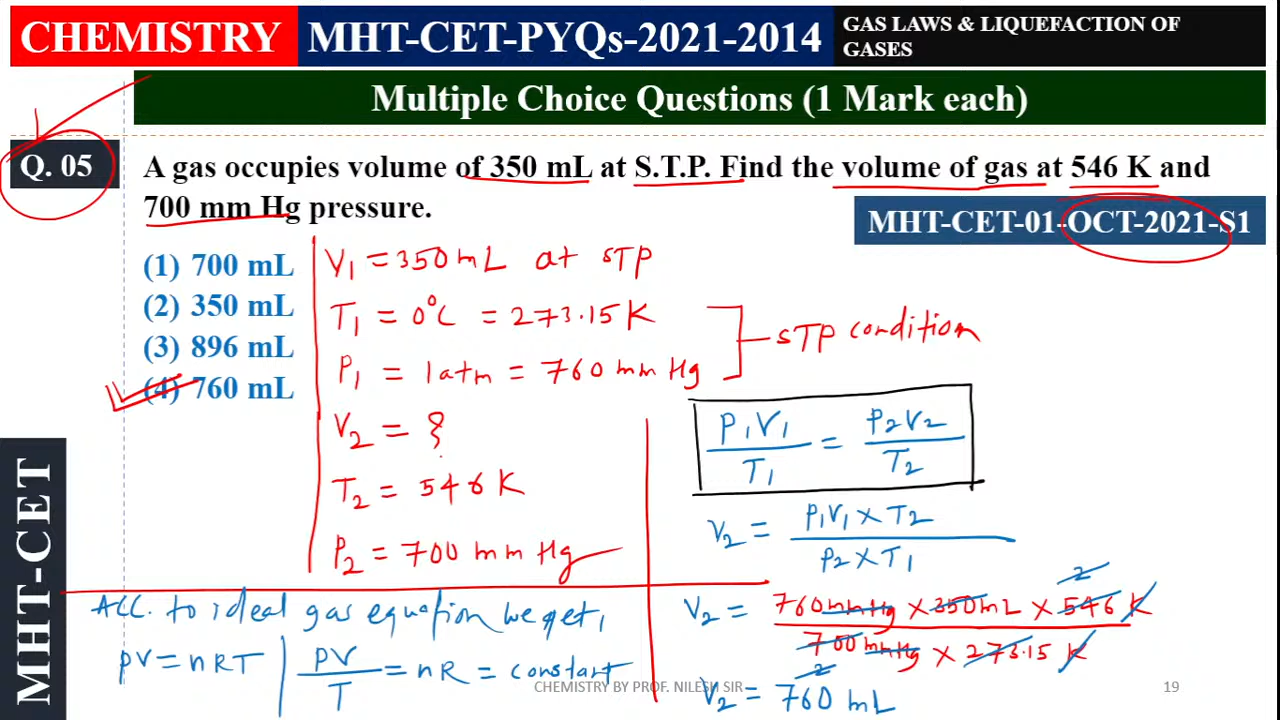 CHEMISTRY MHT-CET-PYQs-2021-2014 GAS LAWS & LIQUEFACTION OF
GASES
Multiple Choice Questions (1 Mark each)
Q. 05 A gas occupies volume of 350 mL at S.T.P. Find the volume of gas at 546 K and
700 mm Hg pressure.
MHT-CET-01-OCT-2021-S1
(1) 700 mL
(2) 350 mL
(3) 896 mL
(4) 760 mL
V₁ = 350 mL at STP
T₁ = 0°C = 273.15 K
P₁ = 1 atm = 760 mm Hg
STP condition
V₂ = ?
T₂ = 546 K
P₂ = 700 mm Hg
P₁V₁ / T₁ = P₂V₂ / T₂
V₂ = P₁V₁ × T₂ / P₂ × T₁
2
V₂ = 760 mm Hg × 350 mL × 546 K / 700 mm Hg × 273.15 K
2
V₂ = 760 mL
Acc. to ideal gas equation we get,
PV = nRT | PV / T = nR = constant
CHEMISTRY BY PROF. NILESH SIR
19
MHT-CET